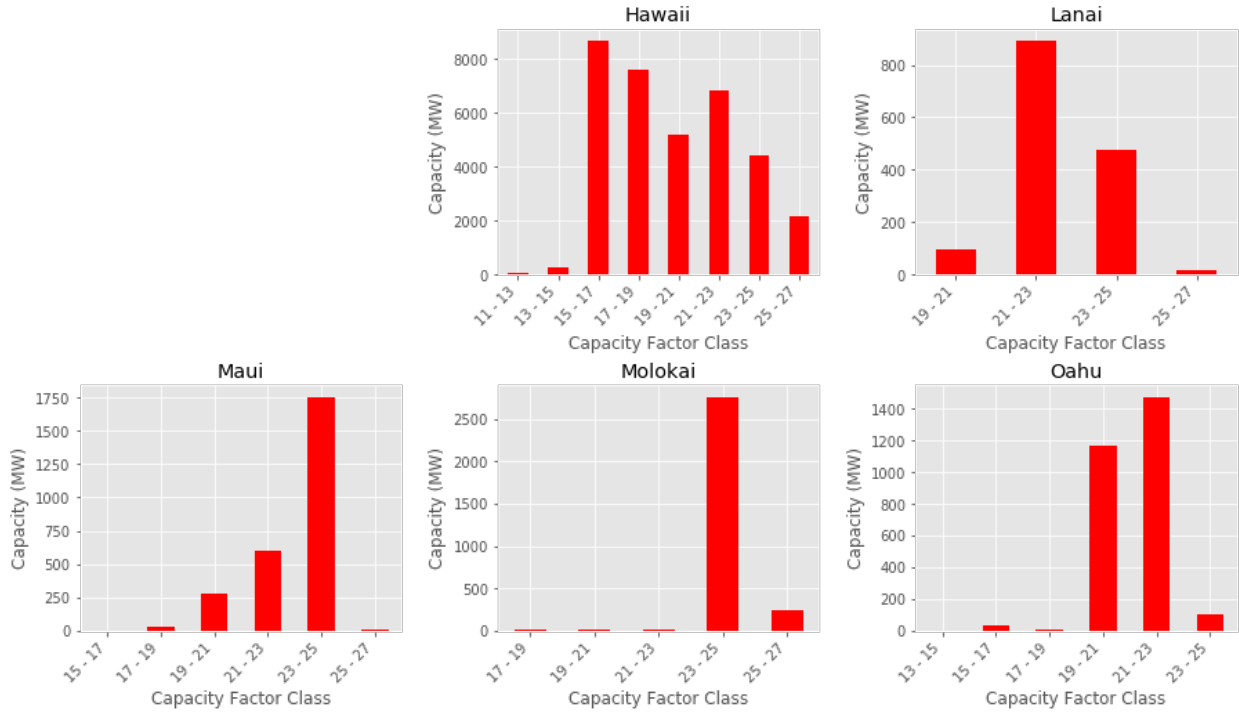 Hawaii
Capacity (MW)
8000
6000
4000
2000
0
11 - 13
13 - 15
15 - 17
17 - 19
19 - 21
21 - 23
23 - 25
25 - 27
Capacity Factor Class
Lanai
Capacity (MW)
800
600
400
200
0
19 - 21
21 - 23
23 - 25
25 - 27
Capacity Factor Class
Maui
Capacity (MW)
1750
1500
1250
1000
750
500
250
0
15 - 17
17 - 19
19 - 21
21 - 23
23 - 25
25 - 27
Capacity Factor Class
Molokai
Capacity (MW)
2500
2000
1500
1000
500
0
17 - 19
19 - 21
21 - 23
23 - 25
25 - 27
Capacity Factor Class
Oahu
Capacity (MW)
1400
1200
1000
800
600
400
200
0
13 - 15
15 - 17
17 - 19
19 - 21
21 - 23
23 - 25
Capacity Factor Class